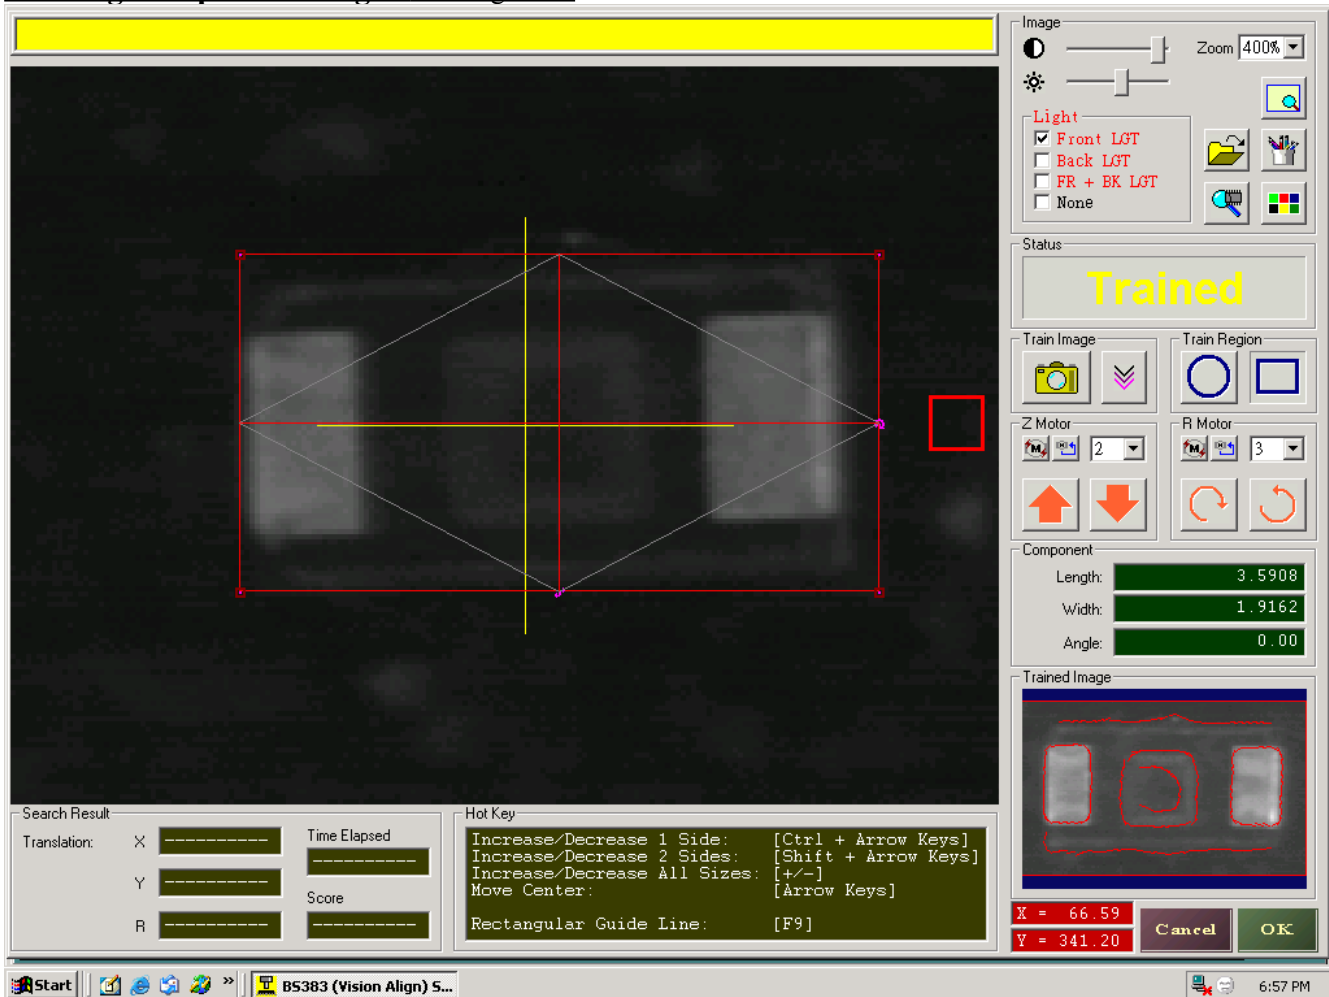 Image
Zoom 400%
Light
Front LGT
Back LGT
FR + BK LGT
None
Status
Trained
Train Image
Train Region
Z Motor
R Motor
2
3
Component
Length: 3.5908
Width: 1.9162
Angle: 0.00
Trained Image
Search Result
Translation: X ----------
Y ----------
R ----------
Time Elapsed
----------
Score
----------
Hot Key
Increase/Decrease 1 Side: [Ctrl + Arrow Keys]
Increase/Decrease 2 Sides: [Shift + Arrow Keys]
Increase/Decrease All Sizes: [+/-]
Move Center: [Arrow Keys]
Rectangular Guide Line: [F9]
X = 66.59
Y = 341.20
Cancel
OK
Start
»
BS383 (Vision Align) S...
6:57 PM